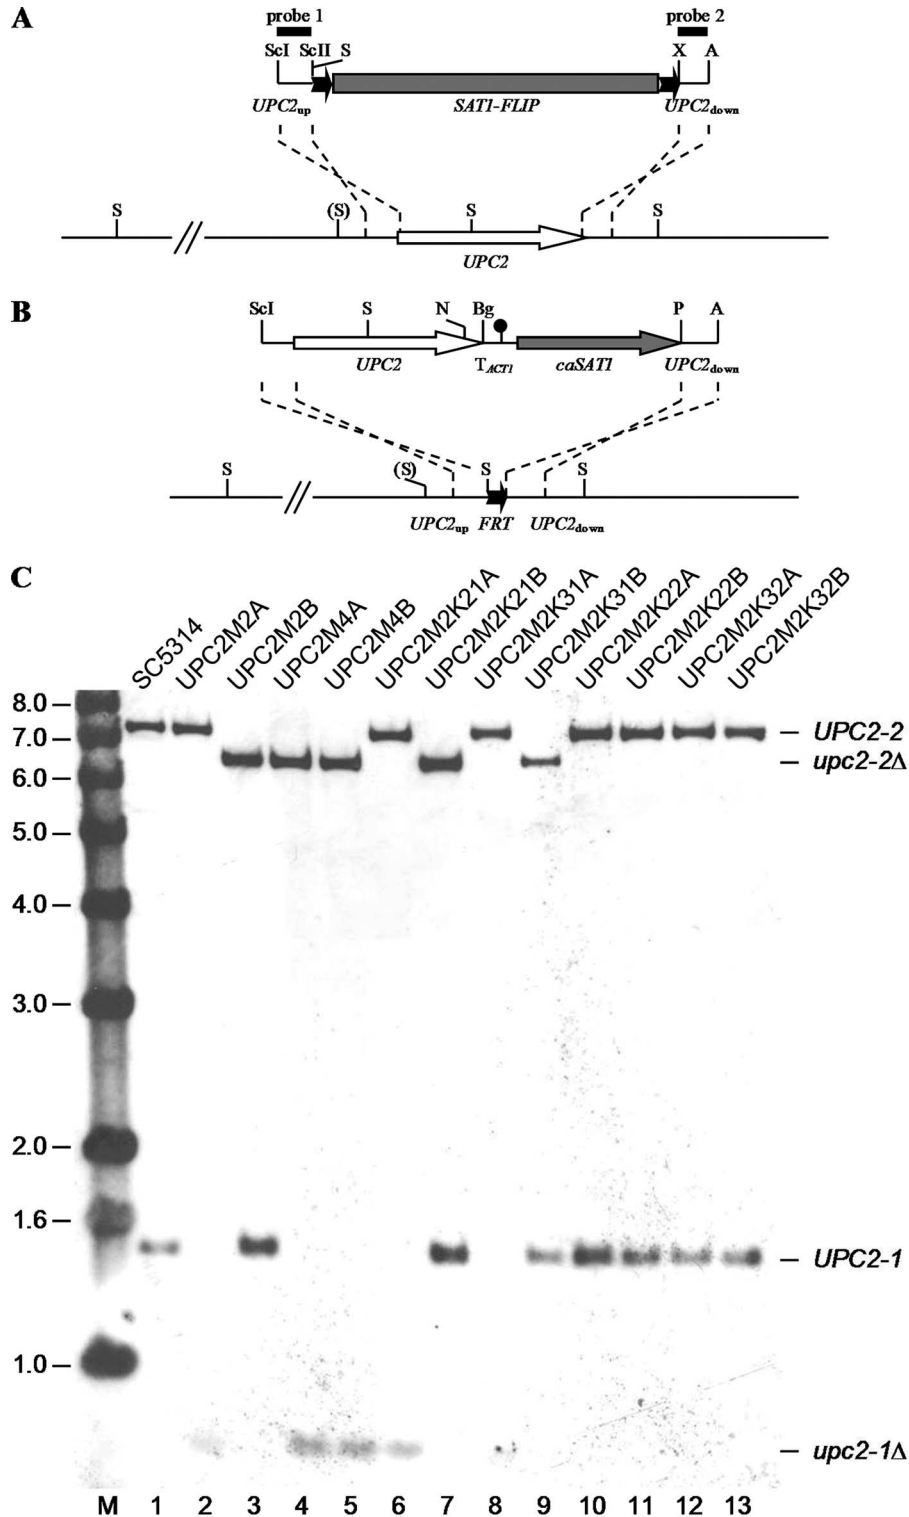 A
probe 1 probe 2
ScI ScII S X A
UPC2up SAT1-FLIP UPC2down
S (S) S S
UPC2
B
ScI S N Bg P A
UPC2 TACT1 caSAT1 UPC2down
S (S) S S
UPC2up FRT UPC2down
C
SC5314
UPC2M2A
UPC2M2B
UPC2M4A
UPC2M4B
UPC2M2K21A
UPC2M2K21B
UPC2M2K31A
UPC2M2K31B
UPC2M2K22A
UPC2M2K22B
UPC2M2K32A
UPC2M2K32B
8.0
7.0
6.0
5.0
4.0
3.0
2.0
1.6
1.0
UPC2-2
upc2-2Δ
UPC2-1
upc2-1Δ
M 1 2 3 4 5 6 7 8 9 10 11 12 13